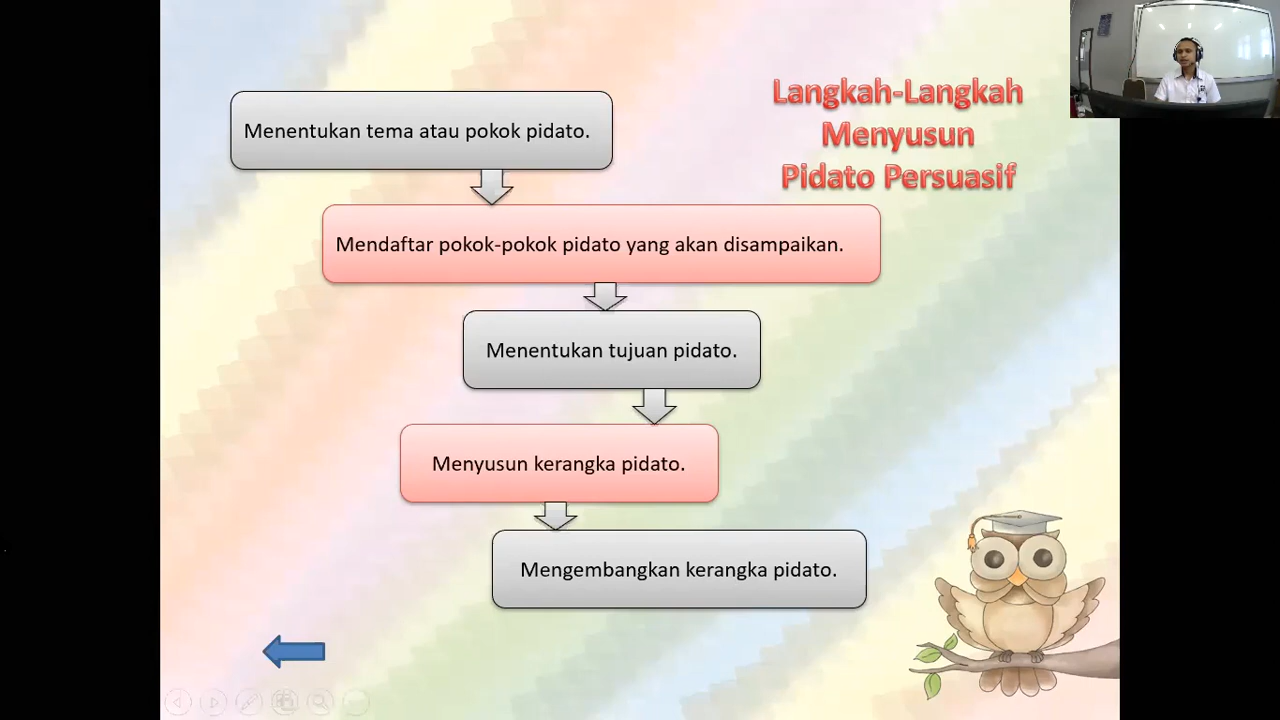 Langkah-Langkah
Menyusun
Pidato Persuasif
Menentukan tema atau pokok pidato.
Mendaftar pokok-pokok pidato yang akan disampaikan.
Menentukan tujuan pidato.
Menyusun kerangka pidato.
Mengembangkan kerangka pidato.